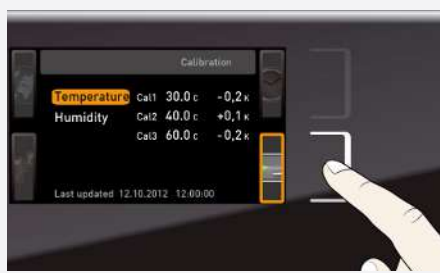 Calibration
Temperature Cal1 30.0 c - 0,2 K
Humidity Cal2 40.0 c +0,1 K
Cal3 60.0 c - 0,2 K
Last updated 12.10.2012 12:00:00